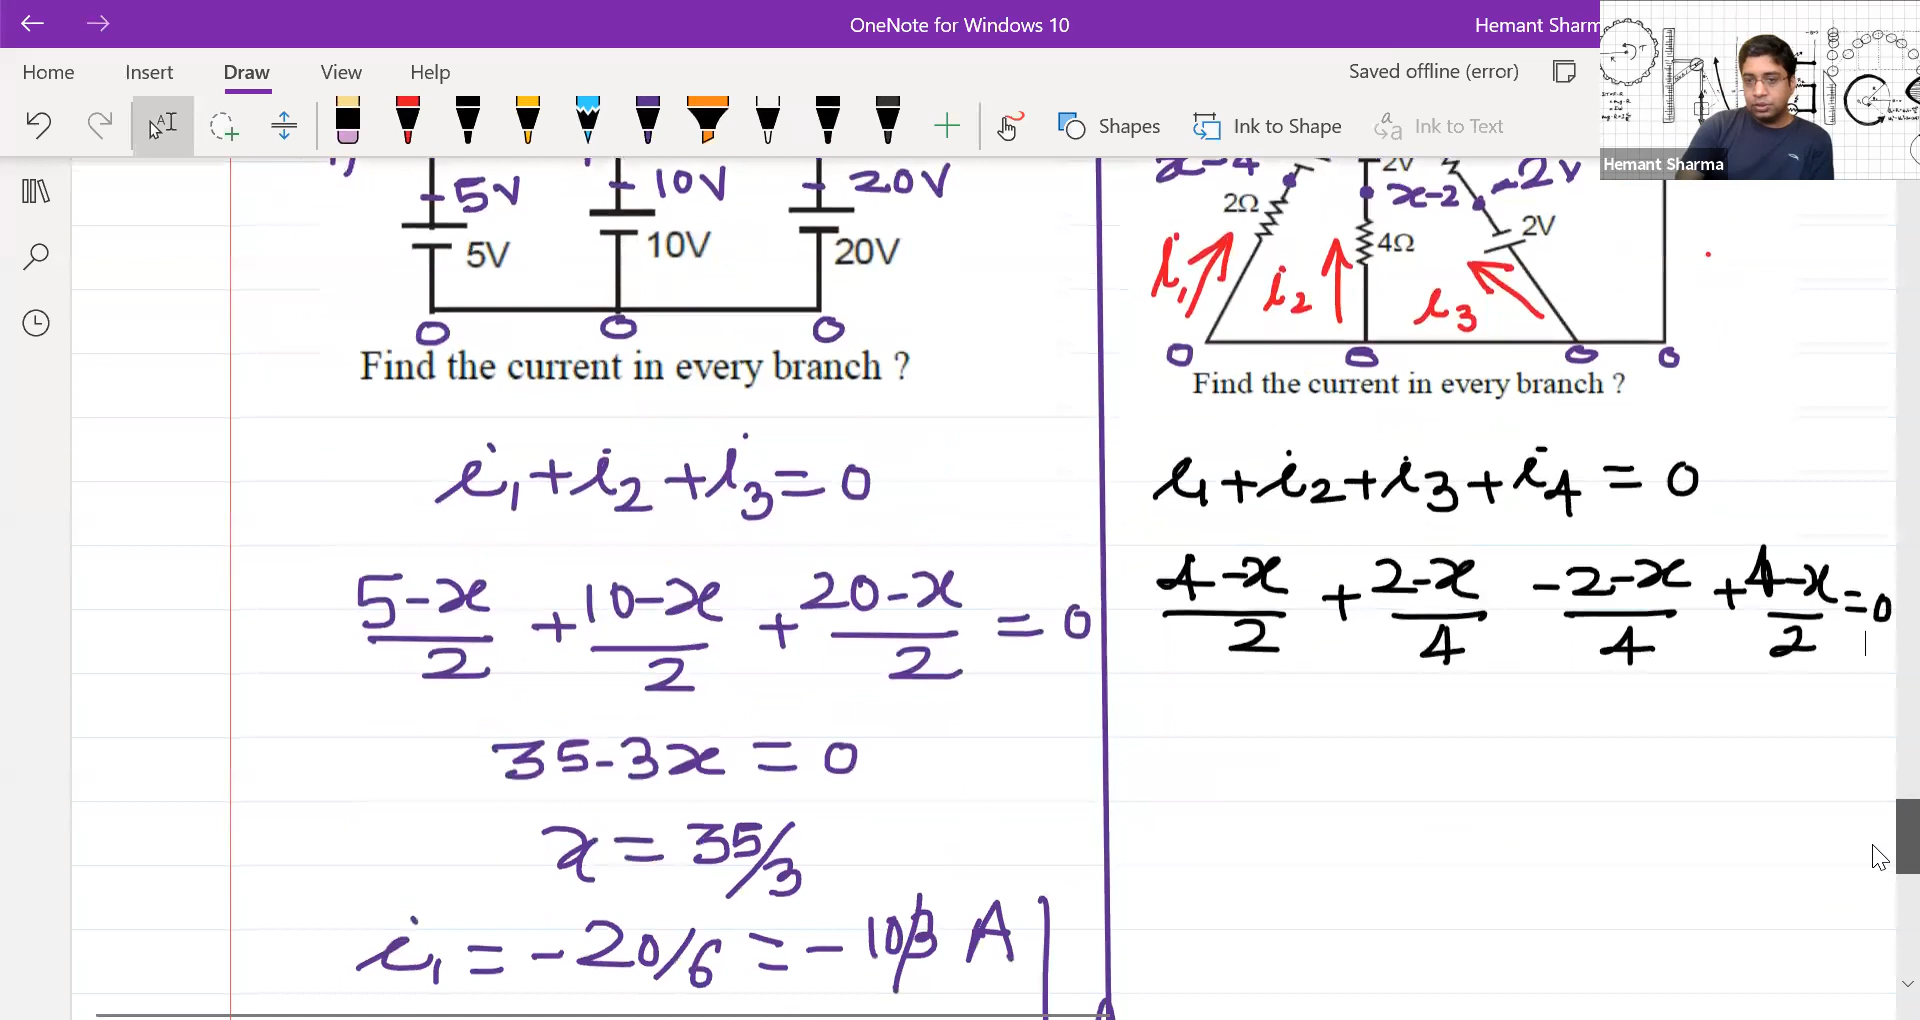 OneNote for Windows 10
Hemant Sharm
Home Insert Draw View Help
Saved offline (error)
Shapes Ink to Shape Ink to Text
Hemant Sharma
5V 10V 20V
5V 10V 20V
0 0 0
Find the current in every branch ?
i₁ + i₂ + i₃ = 0
5-x/2 + 10-x/2 + 20-x/2 = 0
35-3x = 0
x = 35/3
i₁ = -20/6 = -10/3 A
x-4 2V -2V
2Ω x-2 2V
4Ω
i₁ i₂ i₃
0 0 0 0
Find the current in every branch ?
i₁ + i₂ + i₃ + i₄ = 0
4-x/2 + 2-x/4 -2-x/4 + 4-x/2 = 0